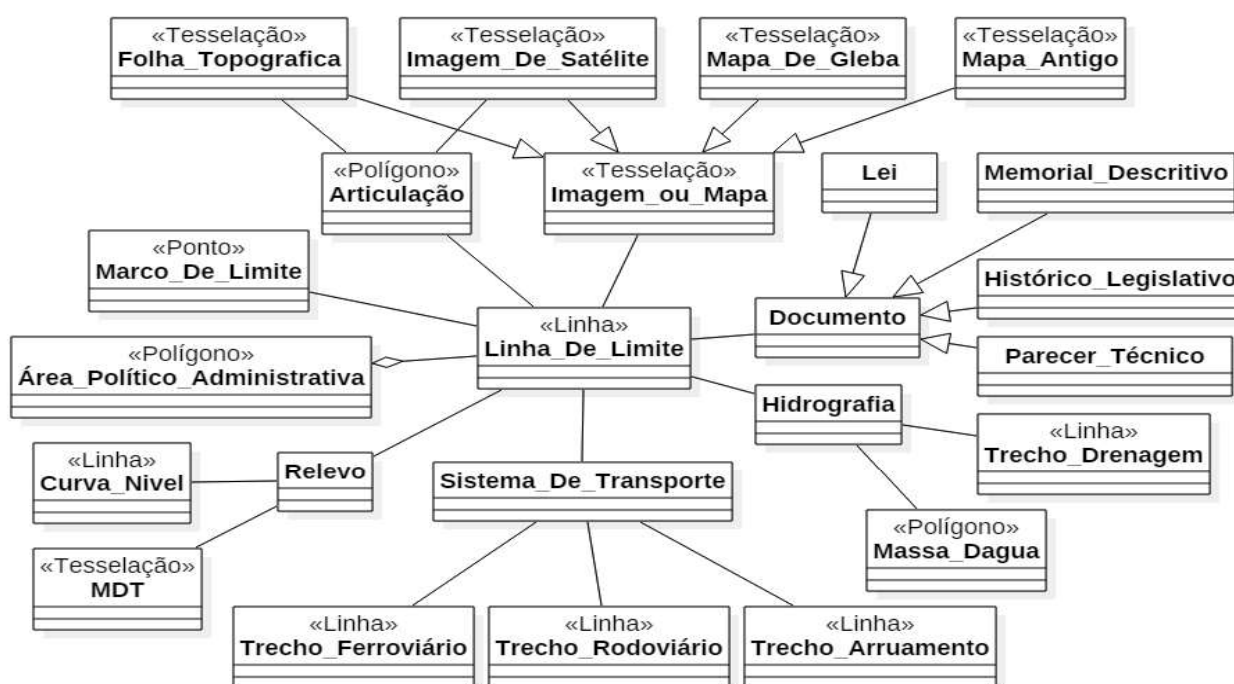 «Tesselação»
Folha_Topografica
«Tesselação»
Imagem_De_Satélite
«Tesselação»
Mapa_De_Gleba
«Tesselação»
Mapa_Antigo
«Polígono»
Articulação
«Tesselação»
Imagem_ou_Mapa
Lei
Memorial_Descritivo
«Ponto»
Marco_De_Limite
Histórico_Legislativo
«Linha»
Linha_De_Limite
Documento
«Polígono»
Área_Político_Administrativa
Parecer_Técnico
Hidrografia
«Linha»
Trecho_Drenagem
«Linha»
Curva_Nivel
Relevo
Sistema_De_Transporte
«Polígono»
Massa_Dagua
«Tesselação»
MDT
«Linha»
Trecho_Ferroviário
«Linha»
Trecho_Rodoviário
«Linha»
Trecho_Arruamento